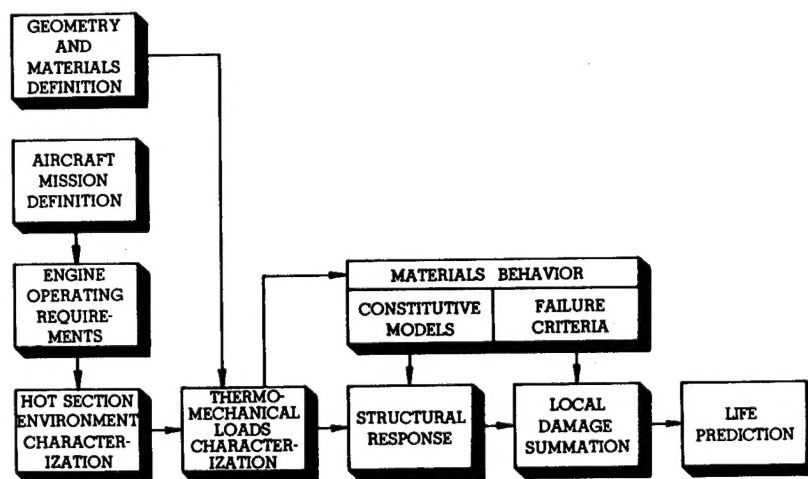 GEOMETRY
AND
MATERIALS
DEFINITION
AIRCRAFT
MISSION
DEFINITION
ENGINE
OPERATING
REQUIRE-
MENTS
HOT SECTION
ENVIRONMENT
CHARACTER-
IZATION
THERMO-
MECHANICAL
LOADS
CHARACTER-
IZATION
MATERIALS BEHAVIOR
CONSTITUTIVE
MODELS
FAILURE
CRITERIA
STRUCTURAL
RESPONSE
LOCAL
DAMAGE
SUMMATION
LIFE
PREDICTION